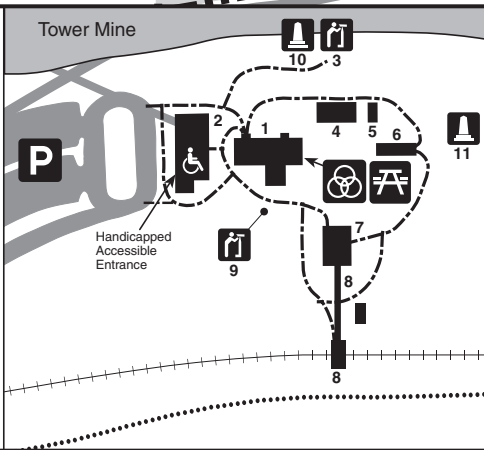 Tower Mine
10
3
2
1
4
5
6
11
P
Handicapped
Accessible
Entrance
9
7
8
8